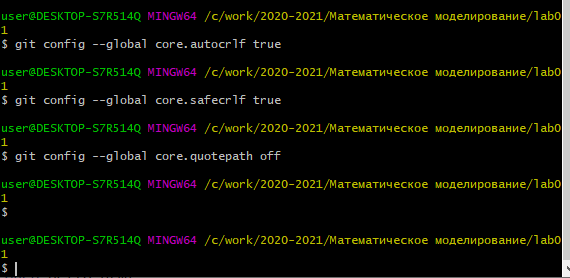 user@DESKTOP-S7R514Q MINGW64 /c/work/2020-2021/Математическое моделирование/lab0
1
$ git config --global core.autocrlf true
user@DESKTOP-S7R514Q MINGW64 /c/work/2020-2021/Математическое моделирование/lab0
1
$ git config --global core.safecrlf true
user@DESKTOP-S7R514Q MINGW64 /c/work/2020-2021/Математическое моделирование/lab0
1
$ git config --global core.quotepath off
user@DESKTOP-S7R514Q MINGW64 /c/work/2020-2021/Математическое моделирование/lab0
1
$
user@DESKTOP-S7R514Q MINGW64 /c/work/2020-2021/Математическое моделирование/lab0
1
$